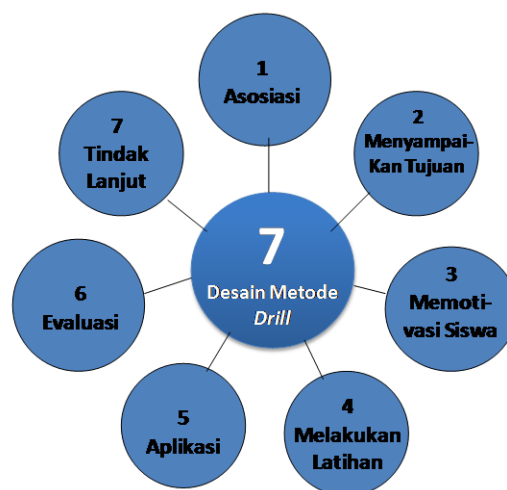 1
Asosiasi
2
Menyampai-
Kan Tujuan
3
Memoti-
vasi Siswa
4
Melakukan
Latihan
5
Aplikasi
6
Evaluasi
7
Tindak
Lanjut
7
Desain Metode
Drill